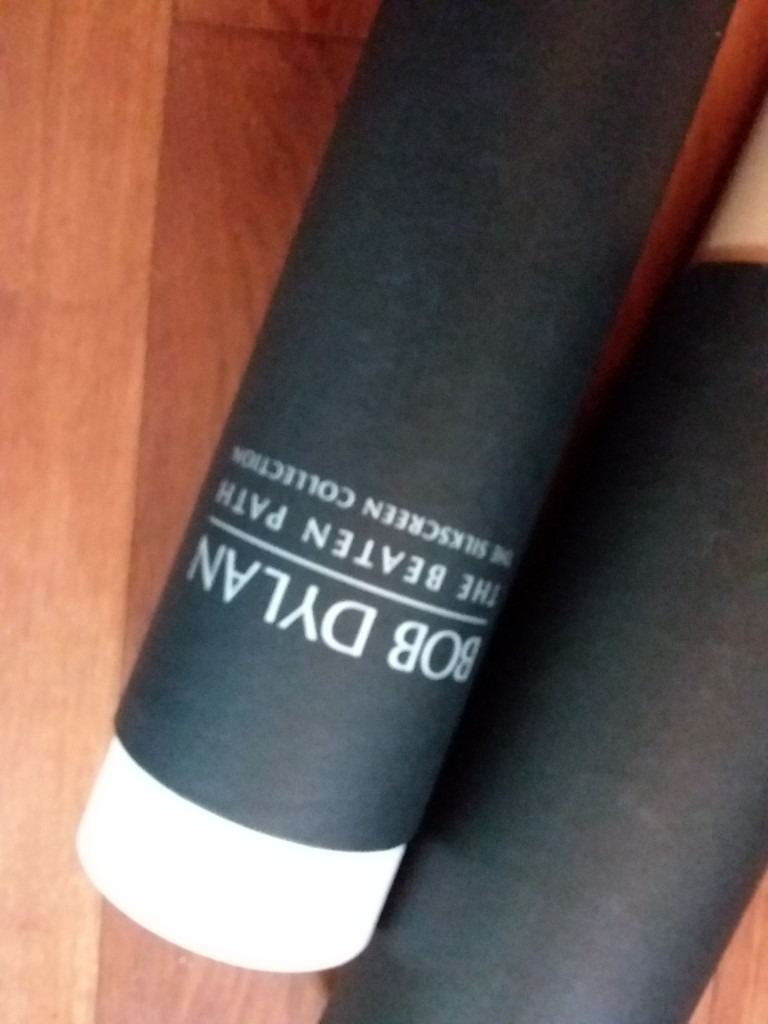 BOB DYLAN
THE BEATEN PATH
THE SILKSCREEN COLLECTION